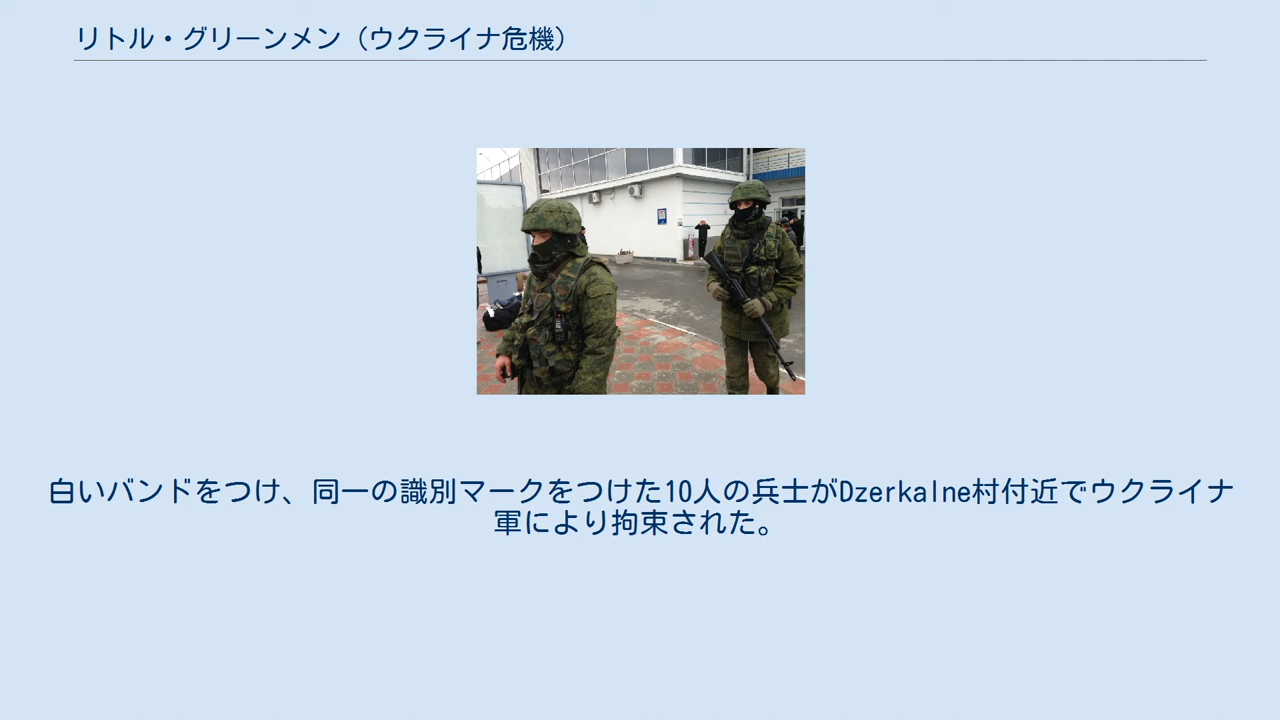 リトル・グリーンメン（ウクライナ危機）
白いバンドをつけ、同一の識別マークをつけた10人の兵士がDzerkalne村付近でウクライナ
軍により拘束された。